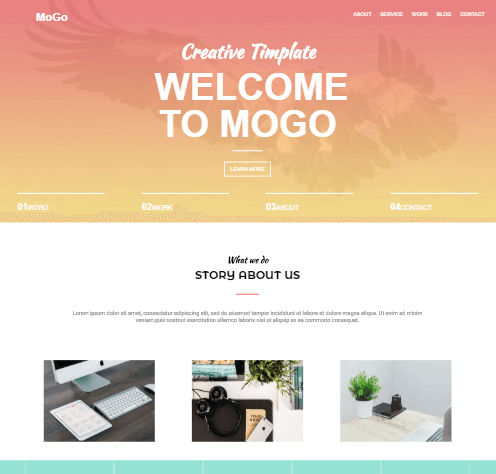 MoGo
ABOUT SERVICE WORK BLOG CONTACT
Creative Timplate
WELCOME
TO MOGO
LEARN MORE
01INTRO 02WORK 03ABOUT 04CONTACT
What we do
STORY ABOUT US
Lorem ipsum dolor sit amet, consectetur adipiscing elit, sed do eiusmod tempor incididunt ut labore et dolore magna aliqua. Ut enim ad minim
veniam,quis nostrud exercitation ullamco laboris nisi ut aliquip ex ea commodo consequat.